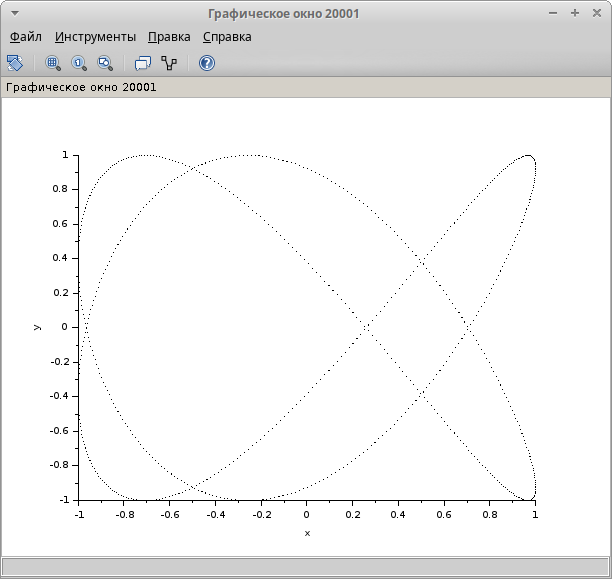 Графическое окно 20001
Файл Инструменты Правка Справка
Графическое окно 20001
1
0.8
0.6
0.4
0.2
0
-0.2
-0.4
-0.6
-0.8
-1
y
-1 -0.8 -0.6 -0.4 -0.2 0 0.2 0.4 0.6 0.8 1
x